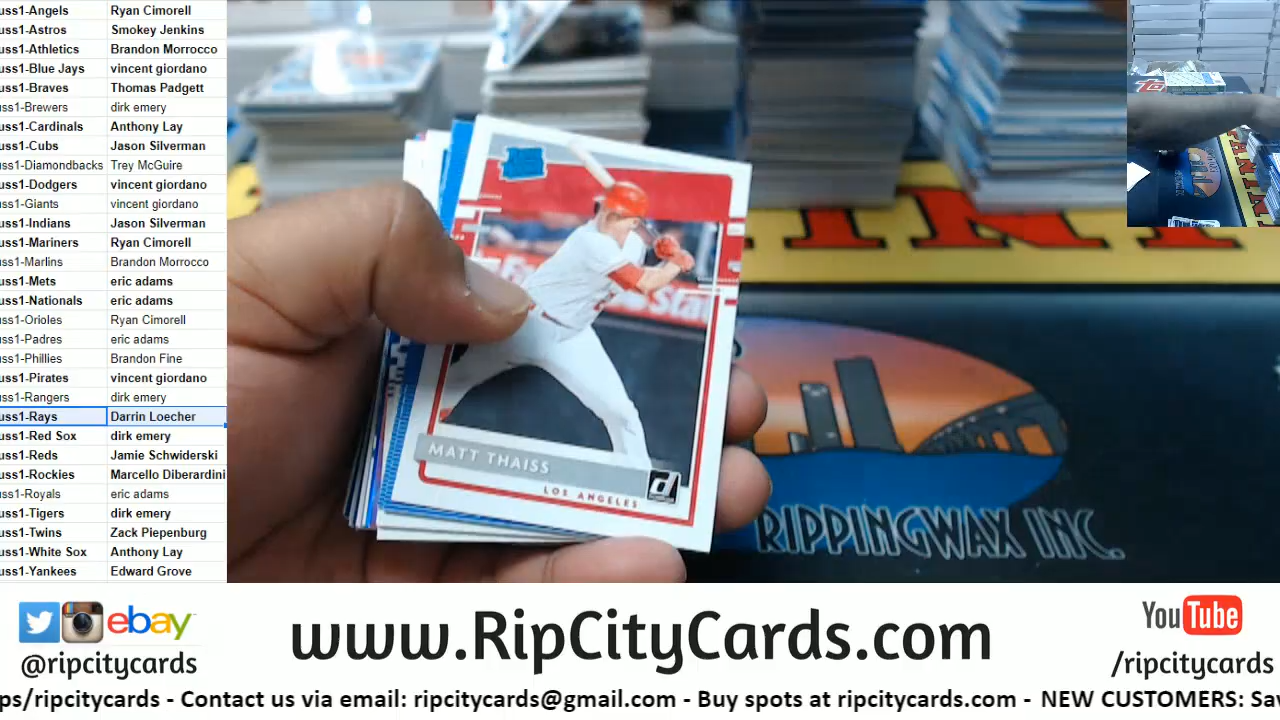 uss1-Angels Ryan Cimorell
uss1-Astros Smokey Jenkins
uss1-Athletics Brandon Morrocco
uss1-Blue Jays vincent giordano
uss1-Braves Thomas Padgett
uss1-Brewers dirk emery
uss1-Cardinals Anthony Lay
uss1-Cubs Jason Silverman
uss1-Diamondbacks Trey McGuire
uss1-Dodgers vincent giordano
uss1-Giants vincent giordano
uss1-Indians Jason Silverman
uss1-Mariners Ryan Cimorell
uss1-Marlins Brandon Morrocco
uss1-Mets eric adams
uss1-Nationals eric adams
uss1-Orioles Ryan Cimorell
uss1-Padres eric adams
uss1-Phillies Brandon Fine
uss1-Pirates vincent giordano
uss1-Rangers dirk emery
uss1-Rays Darrin Loecher
uss1-Red Sox dirk emery
uss1-Reds Jamie Schwiderski
uss1-Rockies Marcello Diberardini
uss1-Royals eric adams
uss1-Tigers dirk emery
uss1-Twins Zack Piepenburg
uss1-White Sox Anthony Lay
uss1-Yankees Edward Grove
MATT THAISS
LOS ANGELES
RIPPINGWAX INC.
ebay
@ripcitycards
www.RipCityCards.com
YouTube
/ripcitycards
ps/ripcitycards - Contact us via email: ripcitycards@gmail.com - Buy spots at ripcitycards.com - NEW CUSTOMERS: Sav